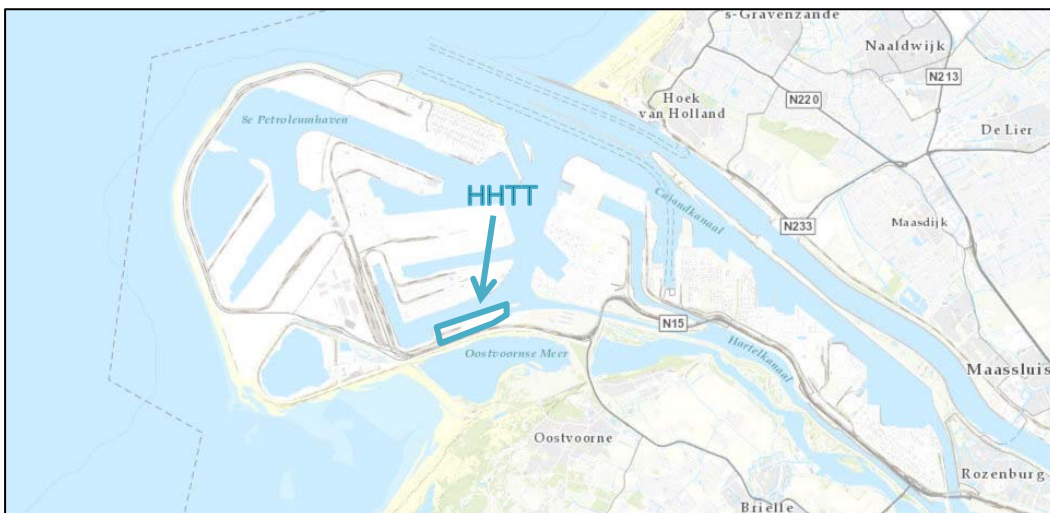 's-Gravenzande
Naaldwijk
N213
N220
Hoek
van Holland
De Lier
8e Petroleumhaven
HHTT
Calandkanaal
N233
Maasdijk
N15
Oostvoornse Meer
Hartelkanaal
Maassluis
Oostvoorne
Rozenburg
Brielle